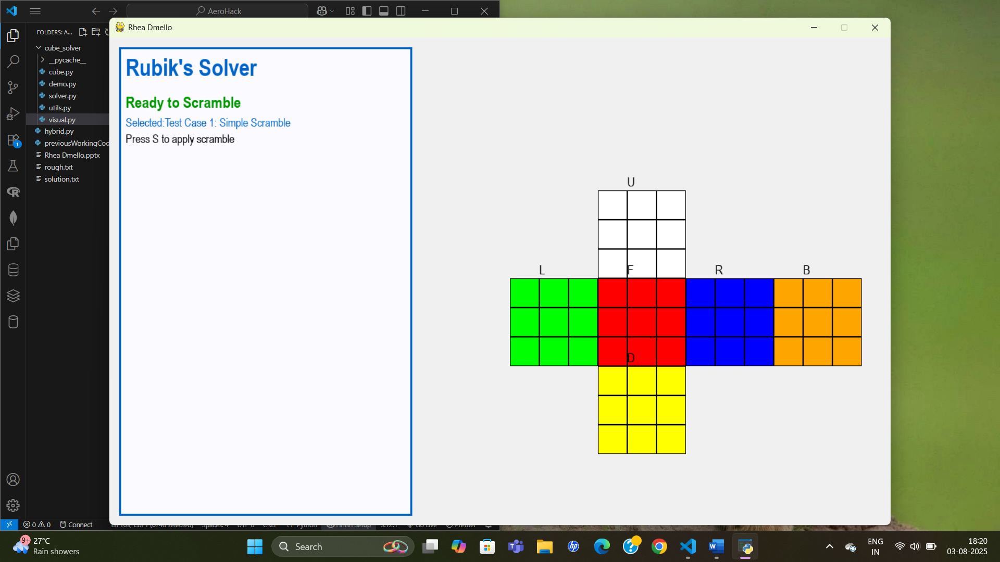 AeroHack
FOLDERS: A...
cube_solver
__pycache__
cube.py
demo.py
solver.py
utils.py
visual.py
hybrid.py
previousWorkingCod
Rhea Dmello.pptx
rough.txt
solution.txt
1
Rhea Dmello
Rubik's Solver
Ready to Scramble
Selected:Test Case 1: Simple Scramble
Press S to apply scramble
U
L F R B
D
0 0 Connect
9+
27°C
Rain showers
Search
ENG
IN
18:20
03-08-2025